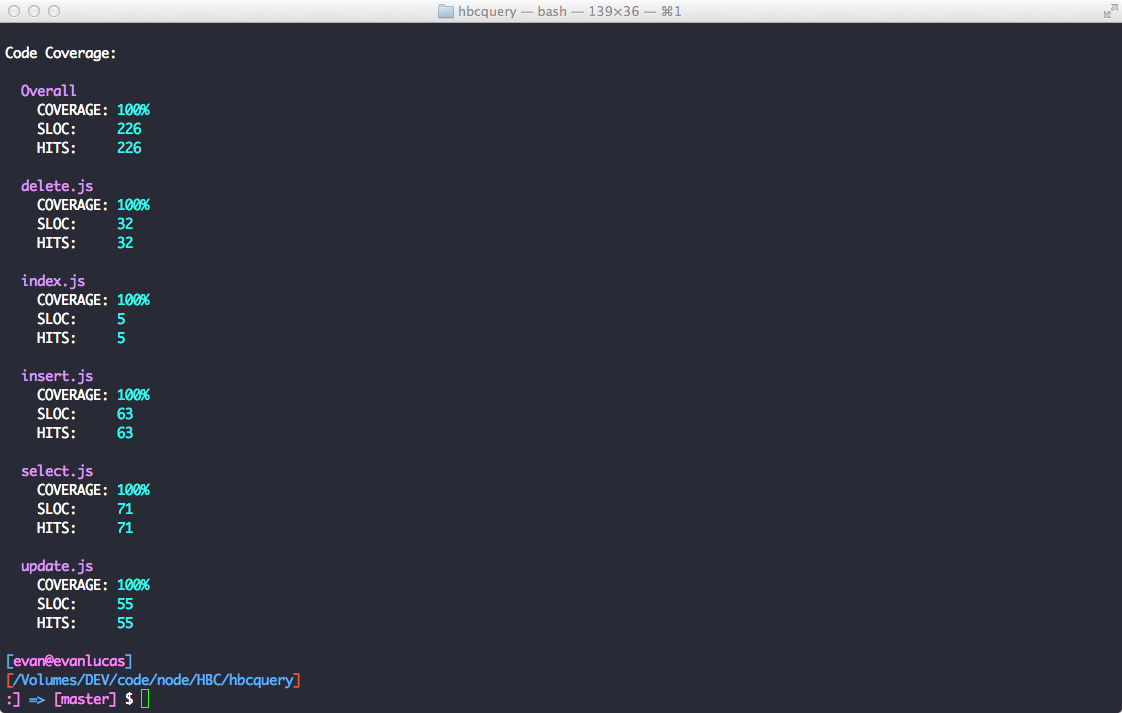 hbcquery — bash — 139×36 — ⌘1
Code Coverage:
Overall
COVERAGE: 100%
SLOC: 226
HITS: 226
delete.js
COVERAGE: 100%
SLOC: 32
HITS: 32
index.js
COVERAGE: 100%
SLOC: 5
HITS: 5
insert.js
COVERAGE: 100%
SLOC: 63
HITS: 63
select.js
COVERAGE: 100%
SLOC: 71
HITS: 71
update.js
COVERAGE: 100%
SLOC: 55
HITS: 55
[evan@evanlucas]
[/Volumes/DEV/code/node/HBC/hbcquery]
:] => [master] $